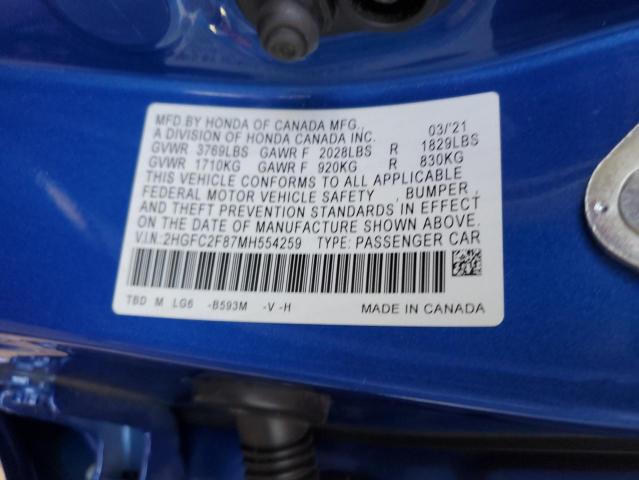 MFD.BY HONDA OF CANADA MFG., 03/'21
A DIVISION OF HONDA CANADA INC.
GVWR 3769LBS GAWR F 2028LBS R 1829LBS
GVWR 1710KG GAWR F 920KG R 830KG
THIS VEHICLE CONFORMS TO ALL APPLICABLE
FEDERAL MOTOR VEHICLE SAFETY , BUMPER ,
AND THEFT PREVENTION STANDARDS IN EFFECT
ON THE DATE OF MANUFACTURE SHOWN ABOVE.
V.I.N.:2HGFC2F87MH554259 TYPE: PASSENGER CAR
TBD M LG6 -B593M -V -H MADE IN CANADA